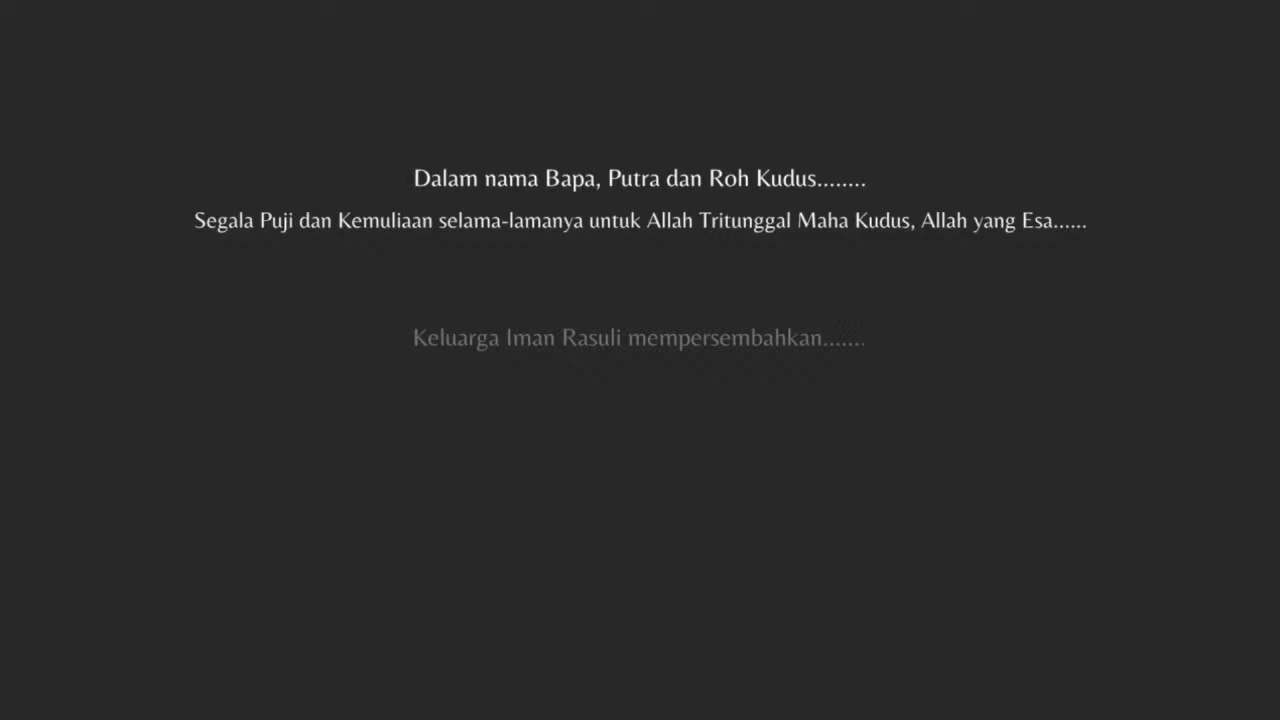 Dalam nama Bapa, Putra dan Roh Kudus........
Segala Puji dan Kemuliaan selama-lamanya untuk Allah Tritunggal Maha Kudus, Allah yang Esa......
Keluarga Iman Rasuli mempersembahkan.......